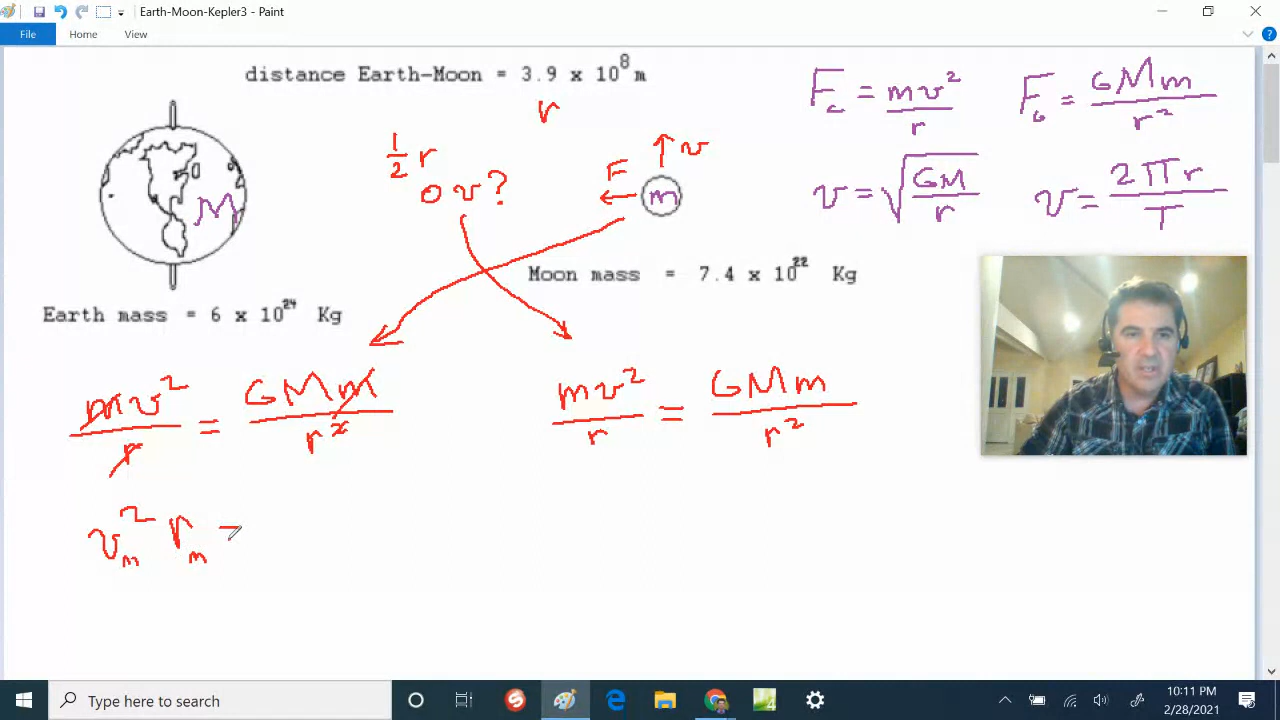 Earth-Moon-Kepler3 - Paint
File Home View
distance Earth-Moon = 3.9 x 10^8 m
r
F_c = mv²/r
F_G = GMm/r²
1/2 r
v?
F
v
m
M
v = √(GM/r)
v = 2πr/T
Moon mass = 7.4 x 10^22 Kg
Earth mass = 6 x 10^24 Kg
mv²/r = GMm/r²
mv²/r = GMm/r²
v_m² r_m =
Type here to search
10:11 PM
2/28/2021